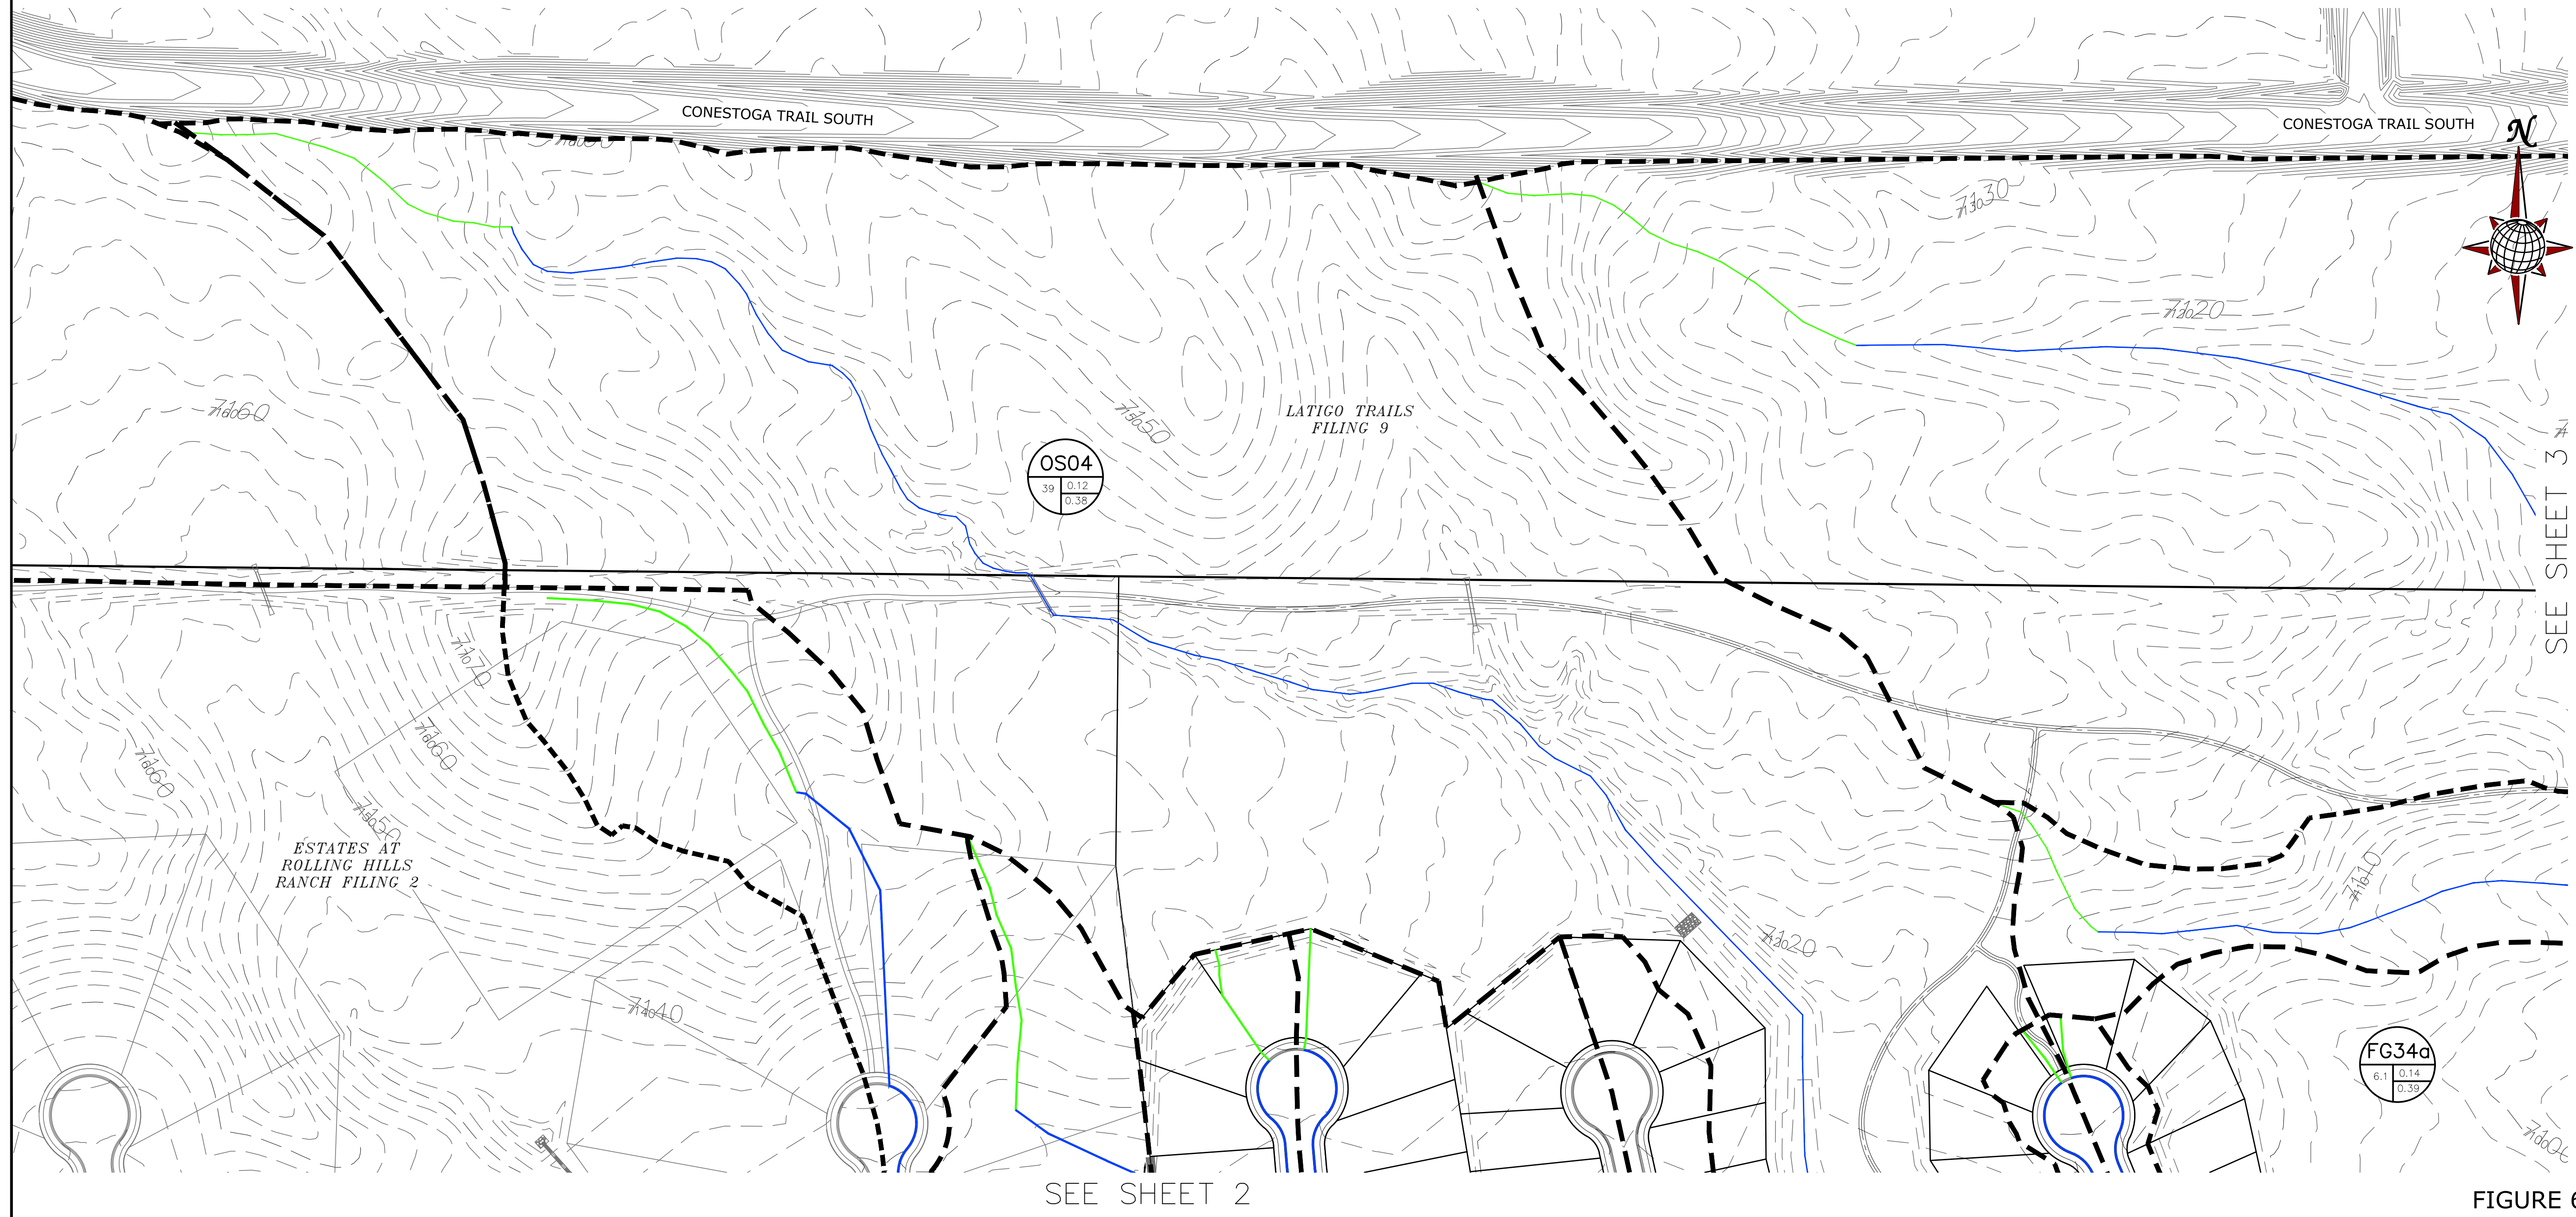 CONESTOGA TRAIL SOUTH
CONESTOGA TRAIL SOUTH
N
7130
7120
7160
7150
LATIGO TRAILS
FILING 9
OS04
39
0.12
0.38
SEE SHEET 3
7170
7160
7160
7150
ESTATES AT
ROLLING HILLS
RANCH FILING 2
7110
7120
7140
FG34a
6.1
0.14
0.39
7100
SEE SHEET 2
FIGURE 6